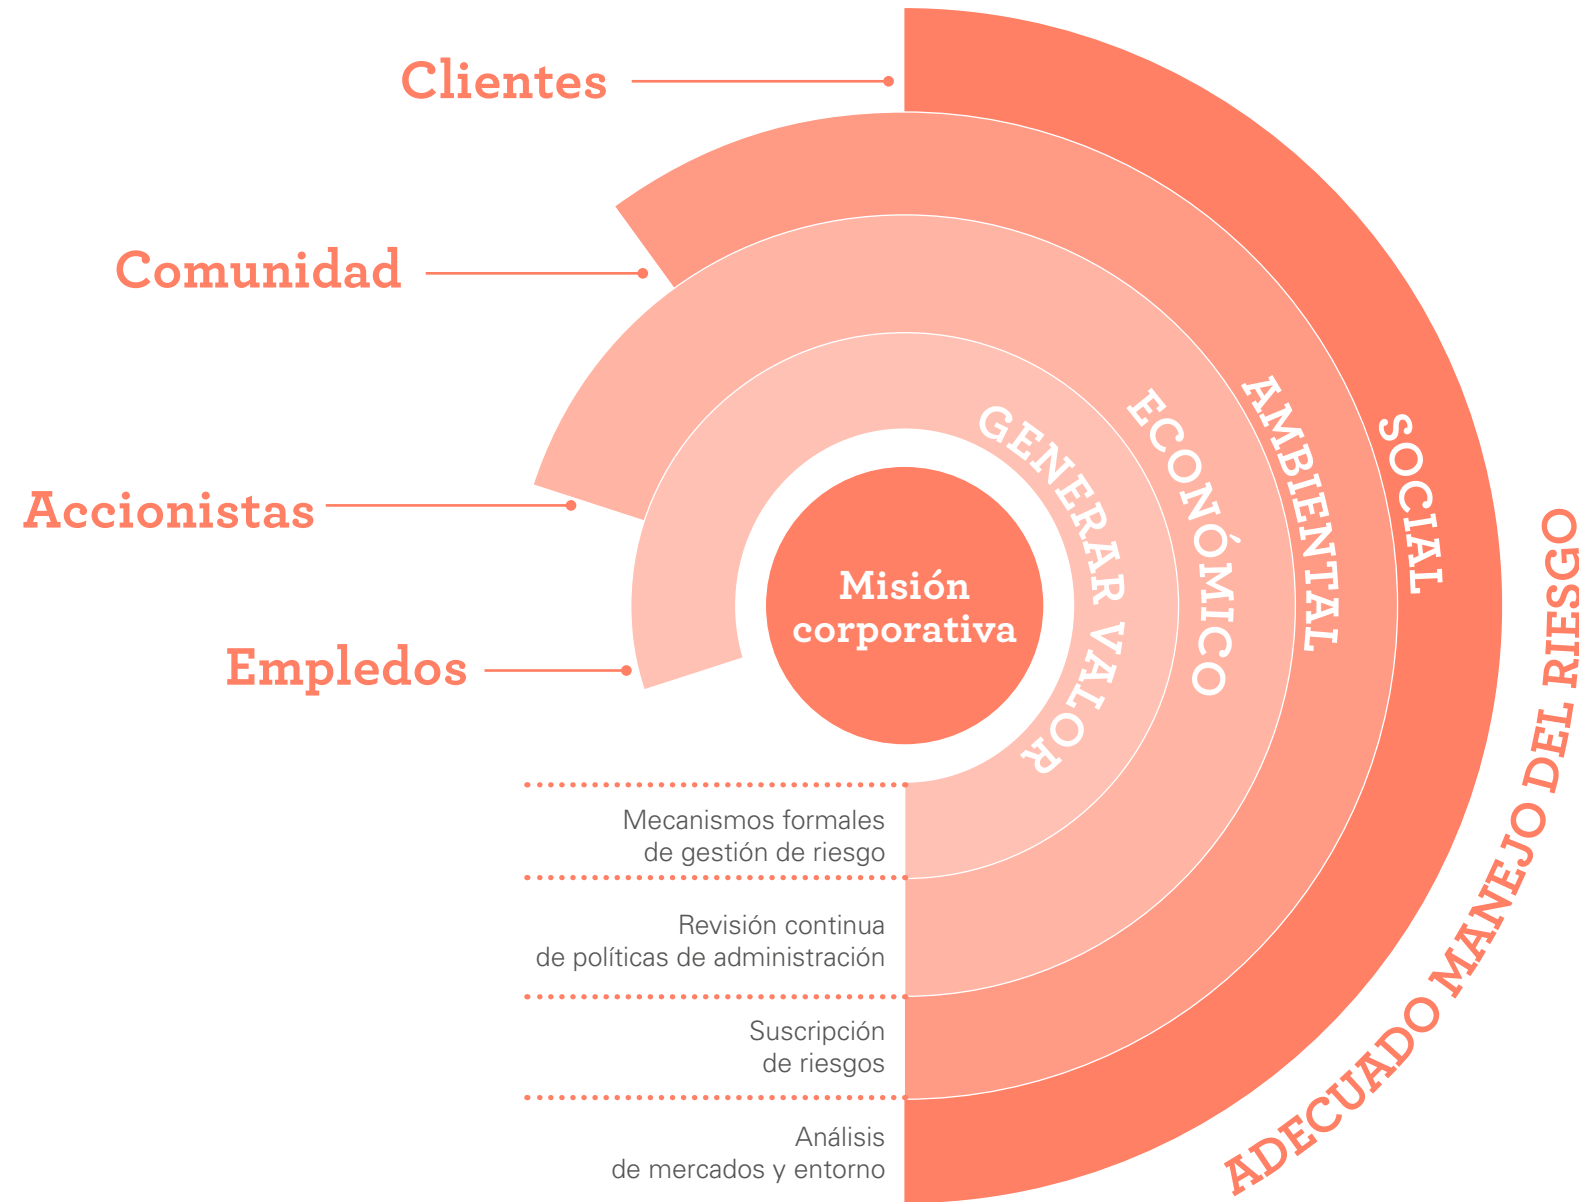 Clientes
Comunidad
Accionistas
Empledos
Misión
corporativa
GENERAR VALOR
ECONÓMICO
AMBIENTAL
SOCIAL
ADECUADO MANEJO DEL RIESGO
Mecanismos formales
de gestión de riesgo
Revisión continua
de políticas de administración
Suscripción
de riesgos
Análisis
de mercados y entorno